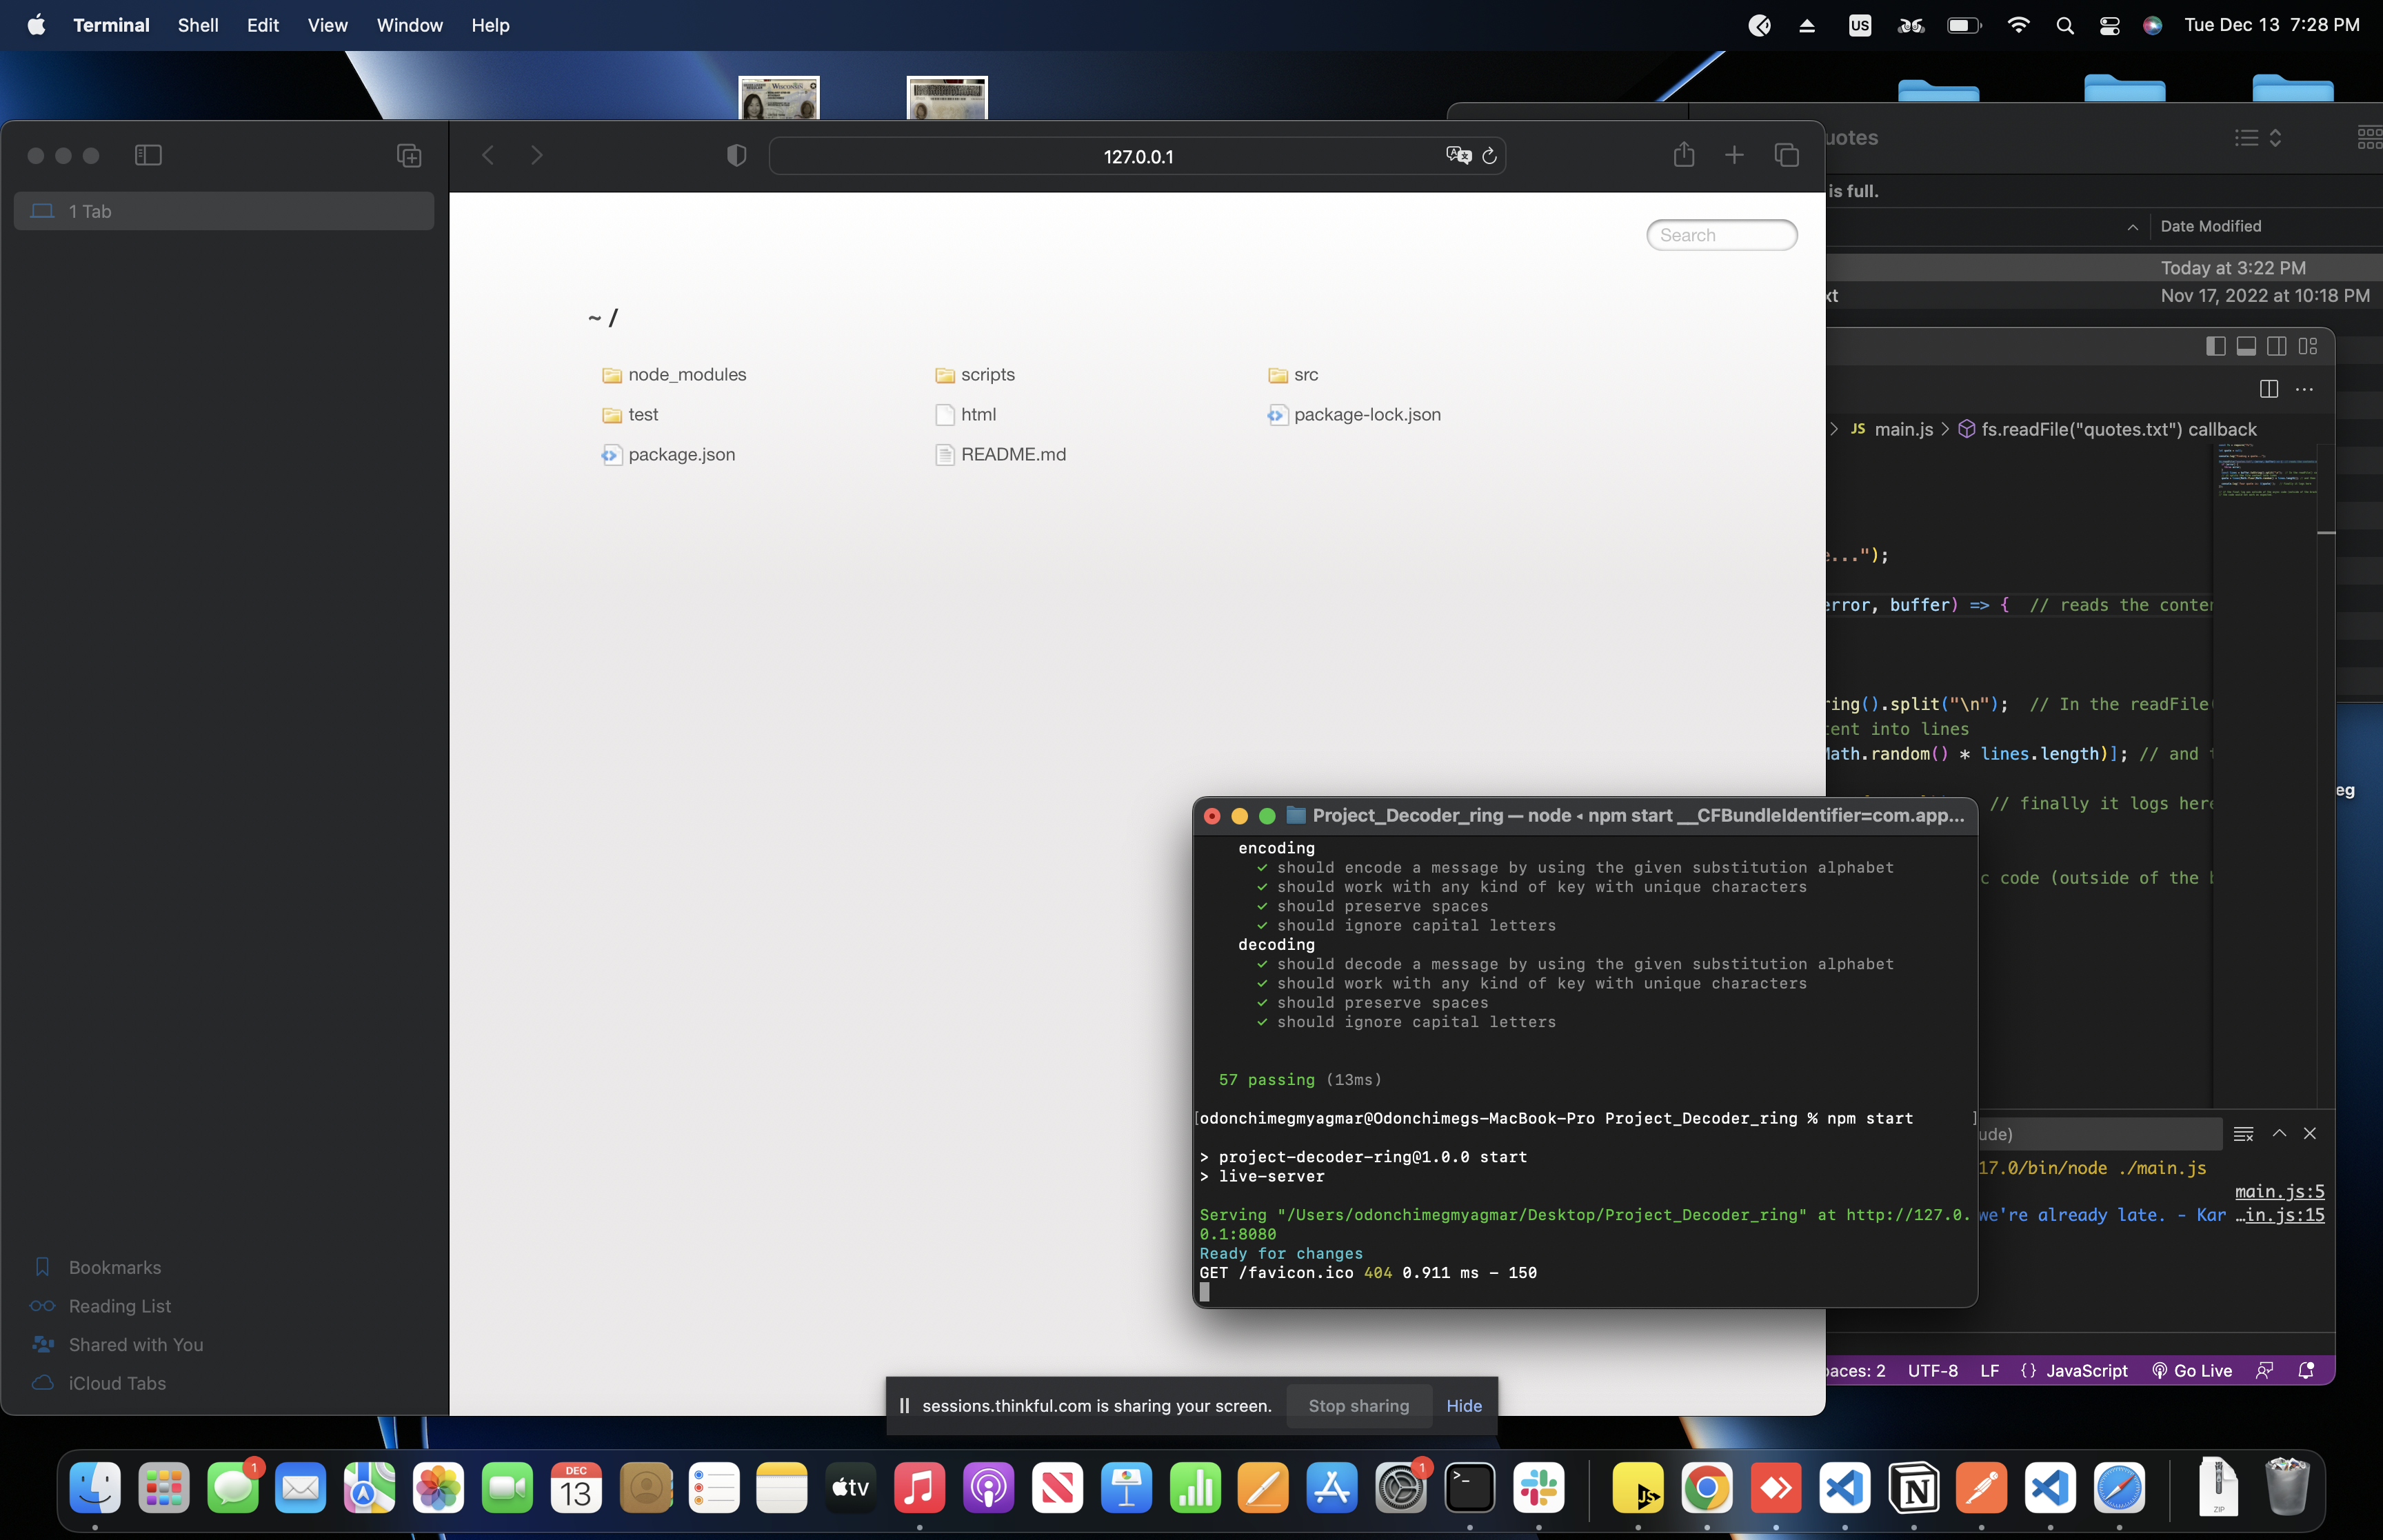 Terminal Shell Edit View Window Help
US
Tue Dec 13 7:28 PM
WISCONSIN
127.0.0.1
1 Tab
Search
~ /
node_modules scripts src
test html package-lock.json
package.json README.md
Bookmarks
Reading List
Shared with You
iCloud Tabs
uotes
is full.
Date Modified
Today at 3:22 PM
xt Nov 17, 2022 at 10:18 PM
JS main.js > fs.readFile("quotes.txt") callback
e...");
error, buffer) => { // reads the conte
ring().split("\n"); // In the readFile
tent into lines
Math.random() * lines.length)]; // and
eg
// finally it logs here
c code (outside of the
Project_Decoder_ring — node ◂ npm start __CFBundleIdentifier=com.app...
encoding
✓ should encode a message by using the given substitution alphabet
✓ should work with any kind of key with unique characters
✓ should preserve spaces
✓ should ignore capital letters
decoding
✓ should decode a message by using the given substitution alphabet
✓ should work with any kind of key with unique characters
✓ should preserve spaces
✓ should ignore capital letters
57 passing (13ms)
[odonchimegmyagmar@Odonchimegs-MacBook-Pro Project_Decoder_ring % npm start ]
> project-decoder-ring@1.0.0 start
> live-server
Serving "/Users/odonchimegmyagmar/Desktop/Project_Decoder_ring" at http://127.0.
0.1:8080
Ready for changes
GET /favicon.ico 404 0.911 ms - 150
ude)
17.0/bin/node ./main.js
main.js:5
we're already late. - Kar …in.js:15
paces: 2 UTF-8 LF {} JavaScript Go Live
sessions.thinkful.com is sharing your screen. Stop sharing Hide
1
DEC
13
tv
1
>_
JS
N
ZIP